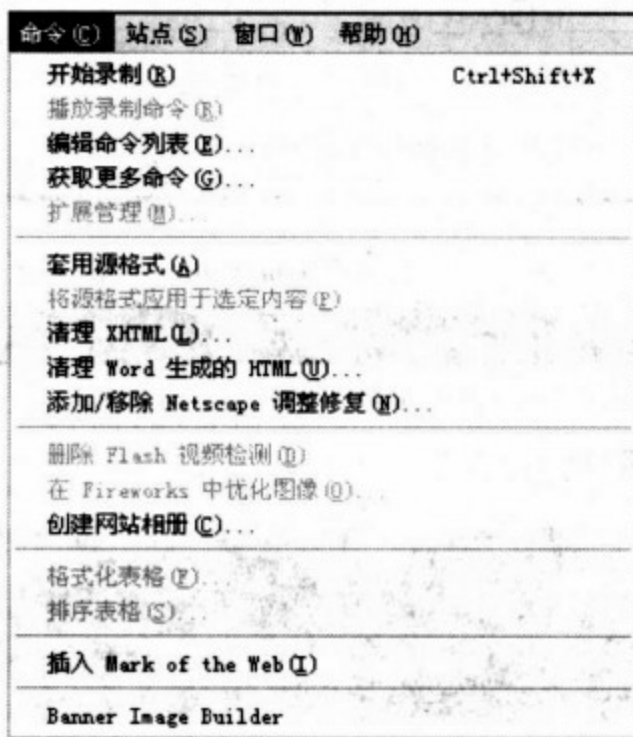 命令(C) 站点(S) 窗口(W) 帮助(H)
开始录制(R) Ctrl+Shift+X
播放录制命令(R)
编辑命令列表(E)...
获取更多命令(G)...
扩展管理(M)...
套用源格式(A)
将源格式应用于选定内容(P)
清理 XHTML(L)...
清理 Word 生成的 HTML(U)...
添加/移除 Netscape 调整修复(N)...
删除 Flash 视频检测(D)
在 Fireworks 中优化图像(O)...
创建网站相册(C)...
格式化表格(F)...
排序表格(S)...
插入 Mark of the Web(I)
Banner Image Builder